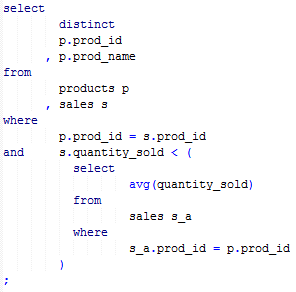 select
distinct
p.prod_id
, p.prod_name
from
products p
, sales s
where
p.prod_id = s.prod_id
and s.quantity_sold < (
select
avg(quantity_sold)
from
sales s_a
where
s_a.prod_id = p.prod_id
)
;